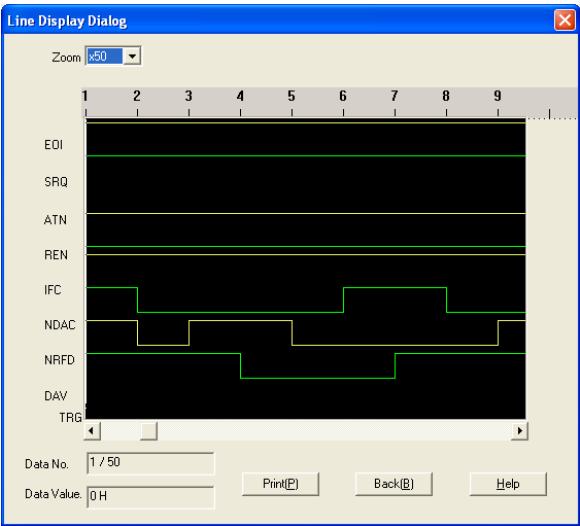 Line Display Dialog
Zoom x50
1 2 3 4 5 6 7 8 9
EOI
SRQ
ATN
REN
IFC
NDAC
NRFD
DAV
TRG
Data No. 1 / 50
Print(P) Back(B) Help
Data Value. 0 H